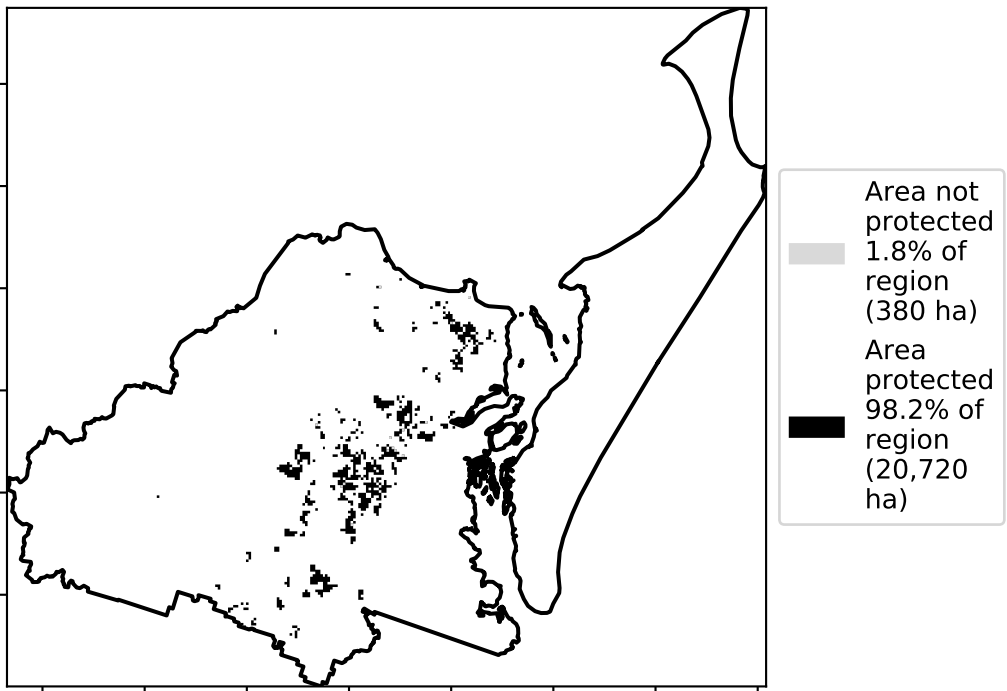 Area not
protected
1.8% of
region
(380 ha)
Area
protected
98.2% of
region
(20,720
ha)